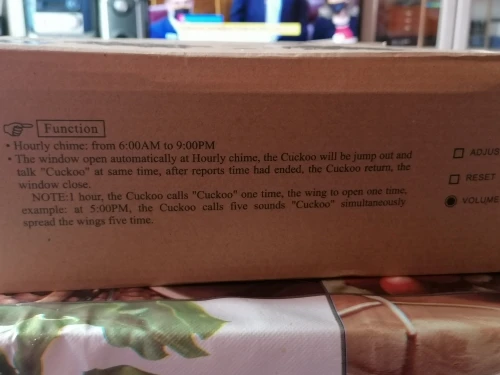 Function
• Hourly chime: from 6:00AM to 9:00PM
• The window open automatically at Hourly chime, the Cuckoo will be jump out and
talk "Cuckoo" at same time, after reports time had ended, the Cuckoo return, the
window close.
NOTE:1 hour, the Cuckoo calls "Cuckoo" one time, the wing to open one time,
example: at 5:00PM, the Cuckoo calls five sounds "Cuckoo" simultaneously
spread the wings five time.
ADJUS
RESET
VOLUME